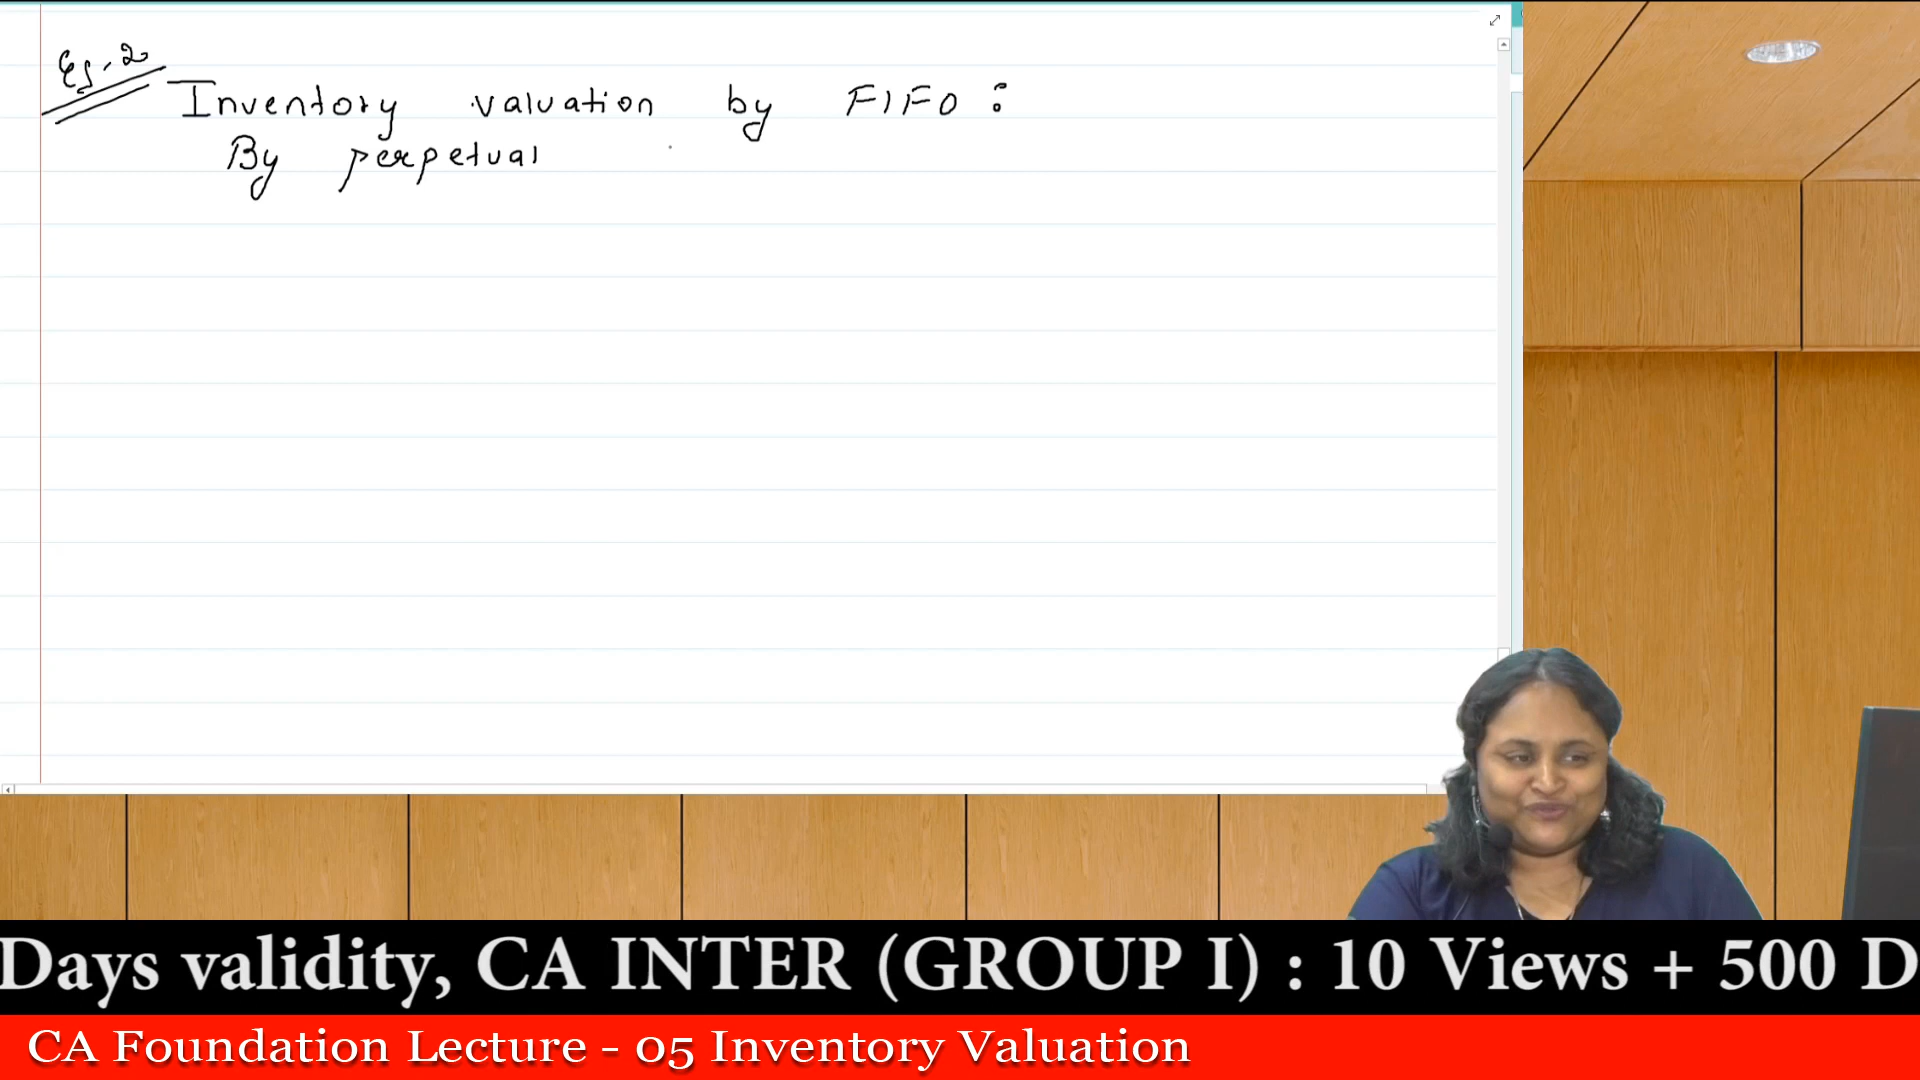 Eg. 2
Inventory valuation by FIFO :
By perpetual
Days validity, CA INTER (GROUP I) : 10 Views + 500 D
CA Foundation Lecture - 05 Inventory Valuation